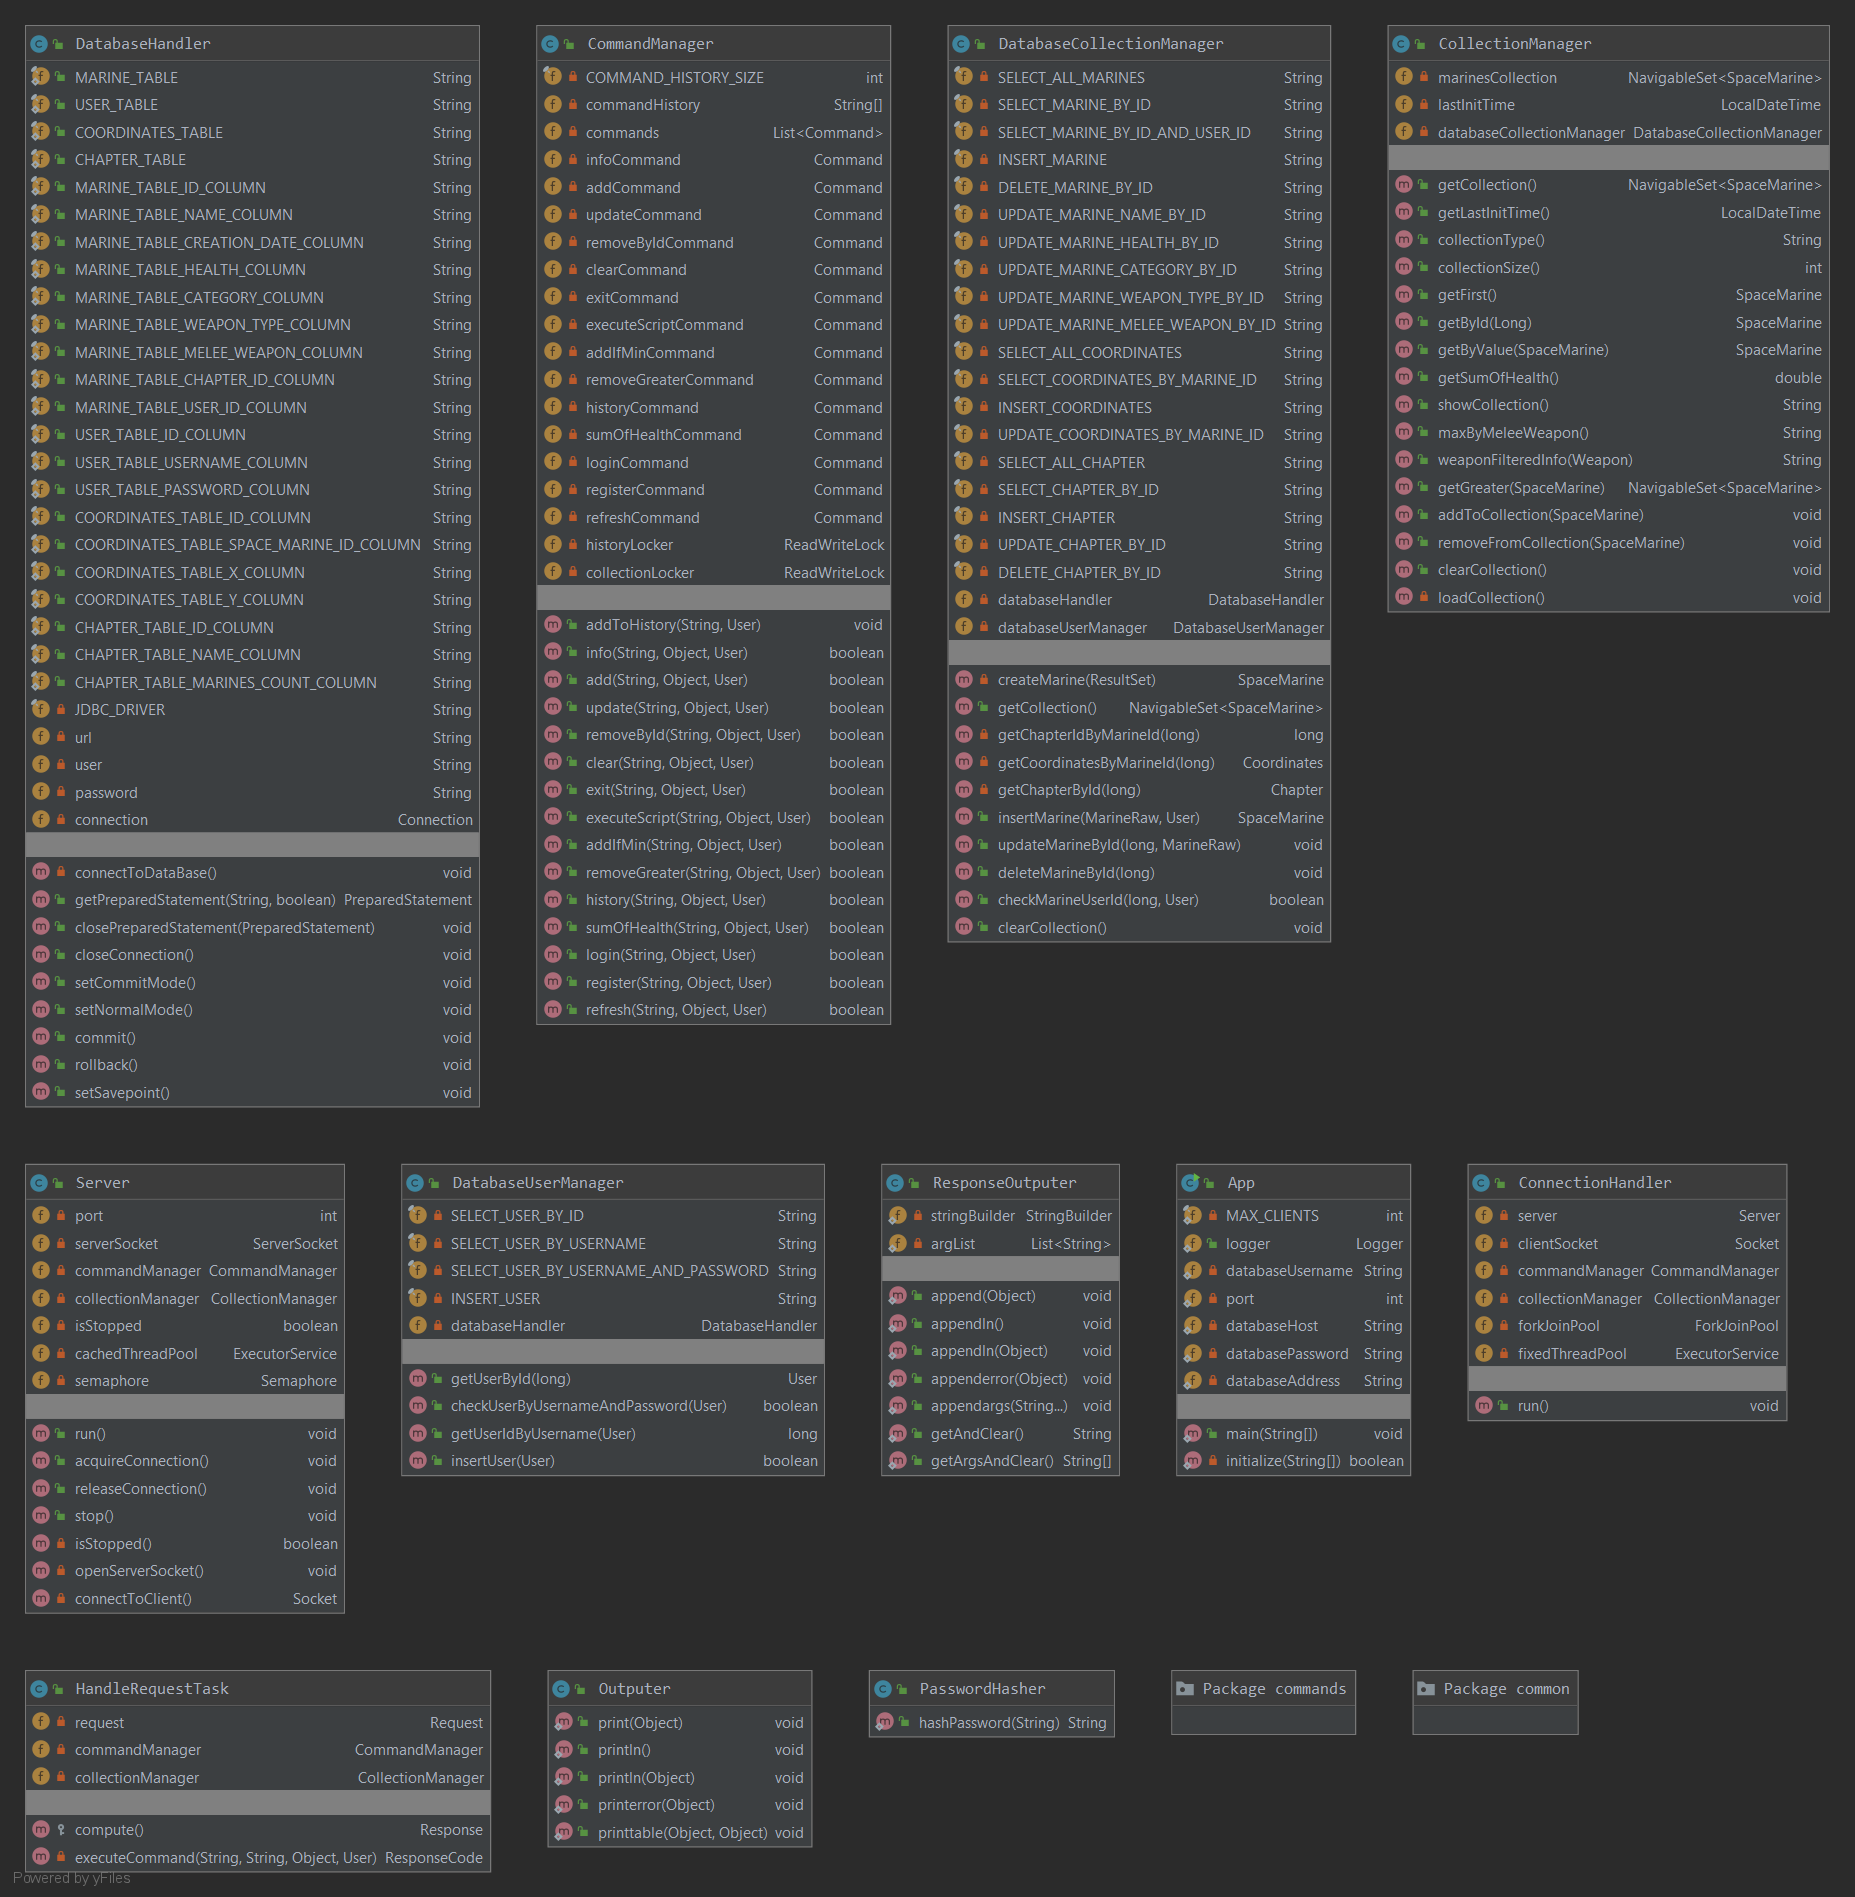 DatabaseHandler
MARINE_TABLE String
USER_TABLE String
COORDINATES_TABLE String
CHAPTER_TABLE String
MARINE_TABLE_ID_COLUMN String
MARINE_TABLE_NAME_COLUMN String
MARINE_TABLE_CREATION_DATE_COLUMN String
MARINE_TABLE_HEALTH_COLUMN String
MARINE_TABLE_CATEGORY_COLUMN String
MARINE_TABLE_WEAPON_TYPE_COLUMN String
MARINE_TABLE_MELEE_WEAPON_COLUMN String
MARINE_TABLE_CHAPTER_ID_COLUMN String
MARINE_TABLE_USER_ID_COLUMN String
USER_TABLE_ID_COLUMN String
USER_TABLE_USERNAME_COLUMN String
USER_TABLE_PASSWORD_COLUMN String
COORDINATES_TABLE_ID_COLUMN String
COORDINATES_TABLE_SPACE_MARINE_ID_COLUMN String
COORDINATES_TABLE_X_COLUMN String
COORDINATES_TABLE_Y_COLUMN String
CHAPTER_TABLE_ID_COLUMN String
CHAPTER_TABLE_NAME_COLUMN String
CHAPTER_TABLE_MARINES_COUNT_COLUMN String
JDBC_DRIVER String
url String
user String
password String
connection Connection
connectToDataBase() void
getPreparedStatement(String, boolean) PreparedStatement
closePreparedStatement(PreparedStatement) void
closeConnection() void
setCommitMode() void
setNormalMode() void
commit() void
rollback() void
setSavepoint() void
CommandManager
COMMAND_HISTORY_SIZE int
commandHistory String[]
commands List<Command>
infoCommand Command
addCommand Command
updateCommand Command
removeByIdCommand Command
clearCommand Command
exitCommand Command
executeScriptCommand Command
addIfMinCommand Command
removeGreaterCommand Command
historyCommand Command
sumOfHealthCommand Command
loginCommand Command
registerCommand Command
refreshCommand Command
historyLocker ReadWriteLock
collectionLocker ReadWriteLock
addToHistory(String, User) void
info(String, Object, User) boolean
add(String, Object, User) boolean
update(String, Object, User) boolean
removeById(String, Object, User) boolean
clear(String, Object, User) boolean
exit(String, Object, User) boolean
executeScript(String, Object, User) boolean
addIfMin(String, Object, User) boolean
removeGreater(String, Object, User) boolean
history(String, Object, User) boolean
sumOfHealth(String, Object, User) boolean
login(String, Object, User) boolean
register(String, Object, User) boolean
refresh(String, Object, User) boolean
DatabaseCollectionManager
SELECT_ALL_MARINES String
SELECT_MARINE_BY_ID String
SELECT_MARINE_BY_ID_AND_USER_ID String
INSERT_MARINE String
DELETE_MARINE_BY_ID String
UPDATE_MARINE_NAME_BY_ID String
UPDATE_MARINE_HEALTH_BY_ID String
UPDATE_MARINE_CATEGORY_BY_ID String
UPDATE_MARINE_WEAPON_TYPE_BY_ID String
UPDATE_MARINE_MELEE_WEAPON_BY_ID String
SELECT_ALL_COORDINATES String
SELECT_COORDINATES_BY_MARINE_ID String
INSERT_COORDINATES String
UPDATE_COORDINATES_BY_MARINE_ID String
SELECT_ALL_CHAPTER String
SELECT_CHAPTER_BY_ID String
INSERT_CHAPTER String
UPDATE_CHAPTER_BY_ID String
DELETE_CHAPTER_BY_ID String
databaseHandler DatabaseHandler
databaseUserManager DatabaseUserManager
createMarine(ResultSet) SpaceMarine
getCollection() NavigableSet<SpaceMarine>
getChapterIdByMarineId(long) long
getCoordinatesByMarineId(long) Coordinates
getChapterById(long) Chapter
insertMarine(MarineRaw, User) SpaceMarine
updateMarineById(long, MarineRaw) void
deleteMarineById(long) void
checkMarineUserId(long, User) boolean
clearCollection() void
CollectionManager
marinesCollection NavigableSet<SpaceMarine>
lastInitTime LocalDateTime
databaseCollectionManager DatabaseCollectionManager
getCollection() NavigableSet<SpaceMarine>
getLastInitTime() LocalDateTime
collectionType() String
collectionSize() int
getFirst() SpaceMarine
getById(Long) SpaceMarine
getByValue(SpaceMarine) SpaceMarine
getSumOfHealth() double
showCollection() String
maxByMeleeWeapon() String
weaponFilteredInfo(Weapon) String
getGreater(SpaceMarine) NavigableSet<SpaceMarine>
addToCollection(SpaceMarine) void
removeFromCollection(SpaceMarine) void
clearCollection() void
loadCollection() void
Server
port int
serverSocket ServerSocket
commandManager CommandManager
collectionManager CollectionManager
isStopped boolean
cachedThreadPool ExecutorService
semaphore Semaphore
run() void
acquireConnection() void
releaseConnection() void
stop() void
isStopped() boolean
openServerSocket() void
connectToClient() Socket
DatabaseUserManager
SELECT_USER_BY_ID String
SELECT_USER_BY_USERNAME String
SELECT_USER_BY_USERNAME_AND_PASSWORD String
INSERT_USER String
databaseHandler DatabaseHandler
getUserById(long) User
checkUserByUsernameAndPassword(User) boolean
getUserIdByUsername(User) long
insertUser(User) boolean
ResponseOutputer
stringBuilder StringBuilder
argList List<String>
append(Object) void
appendln() void
appendln(Object) void
appenderror(Object) void
appendargs(String...) void
getAndClear() String
getArgsAndClear() String[]
App
MAX_CLIENTS int
logger Logger
databaseUsername String
port int
databaseHost String
databasePassword String
databaseAddress String
main(String[]) void
initialize(String[]) boolean
ConnectionHandler
server Server
clientSocket Socket
commandManager CommandManager
collectionManager CollectionManager
forkJoinPool ForkJoinPool
fixedThreadPool ExecutorService
run() void
HandleRequestTask
request Request
commandManager CommandManager
collectionManager CollectionManager
compute() Response
executeCommand(String, String, Object, User) ResponseCode
Outputer
print(Object) void
println() void
println(Object) void
printerror(Object) void
printtable(Object, Object) void
PasswordHasher
hashPassword(String) String
Package commands
Package common
Powered by yFiles